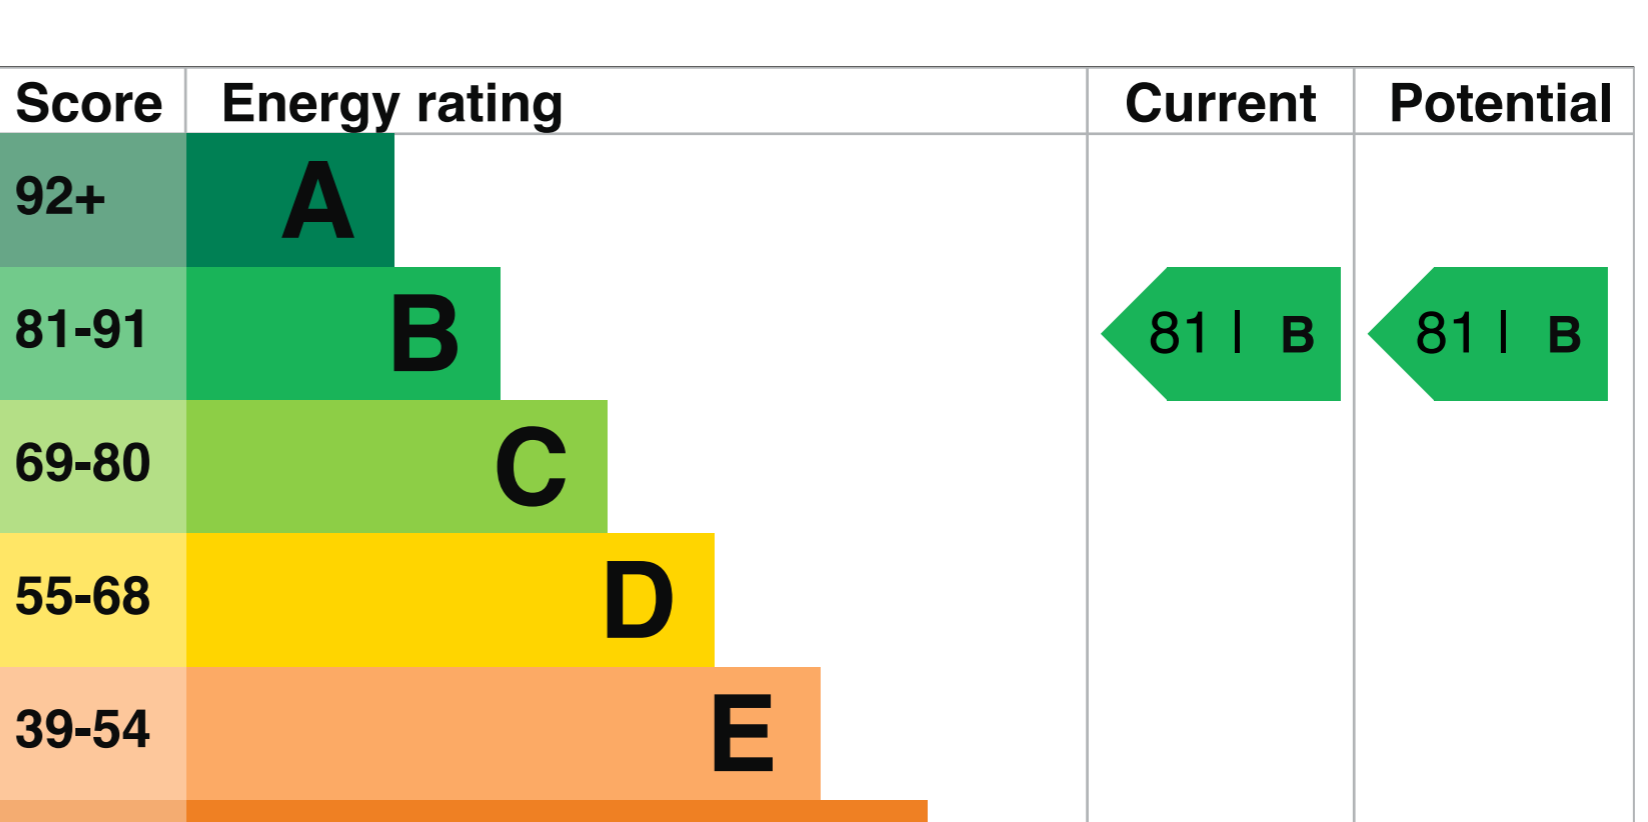 Score Energy rating Current Potential
92+ A
81-91 B 81 | B 81 | B
69-80 C
55-68 D
39-54 E